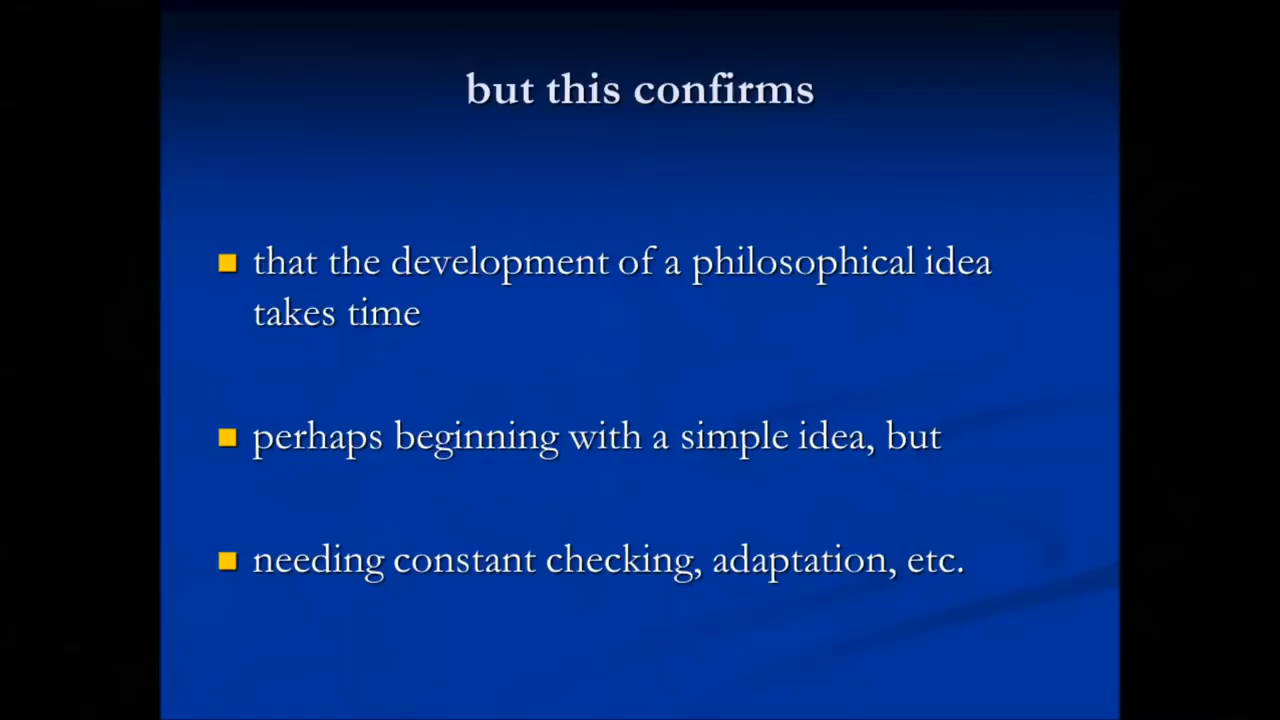 but this confirms
that the development of a philosophical idea
takes time
perhaps beginning with a simple idea, but
needing constant checking, adaptation, etc.